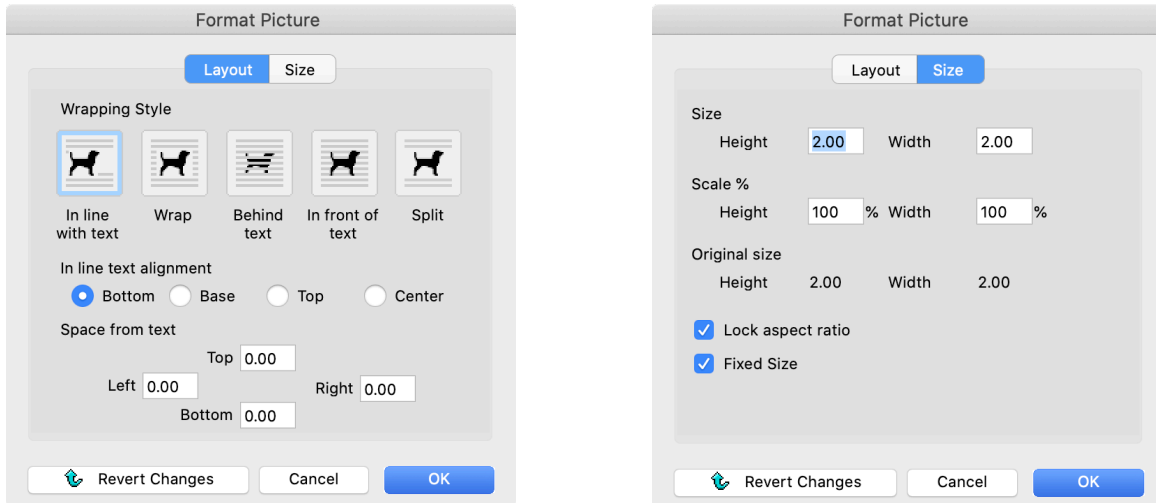 Format Picture
Layout Size
Wrapping Style
In line with text
Wrap
Behind text
In front of text
Split
In line text alignment
Bottom Base Top Center
Space from text
Top 0.00
Left 0.00 Right 0.00
Bottom 0.00
Revert Changes Cancel OK
Format Picture
Layout Size
Size
Height 2.00 Width 2.00
Scale %
Height 100 % Width 100 %
Original size
Height 2.00 Width 2.00
Lock aspect ratio
Fixed Size
Revert Changes Cancel OK